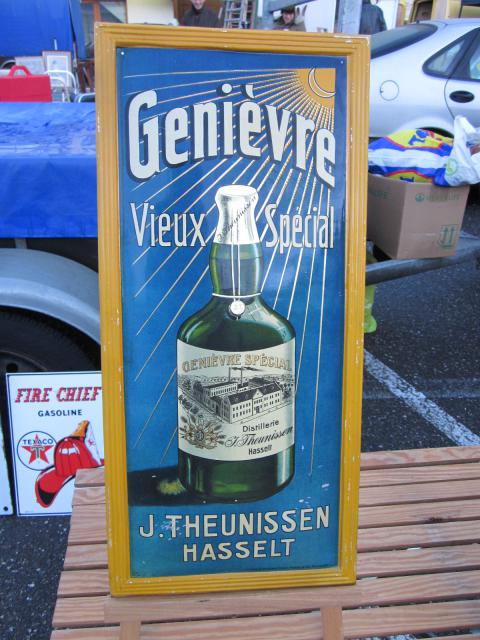 Genièvre
Vieux Spécial
GENIÈVRE SPÉCIAL
Distillerie
J. Theunissen
Hasselt
J. THEUNISSEN
HASSELT
FIRE CHIEF
GASOLINE
TEXACO
T